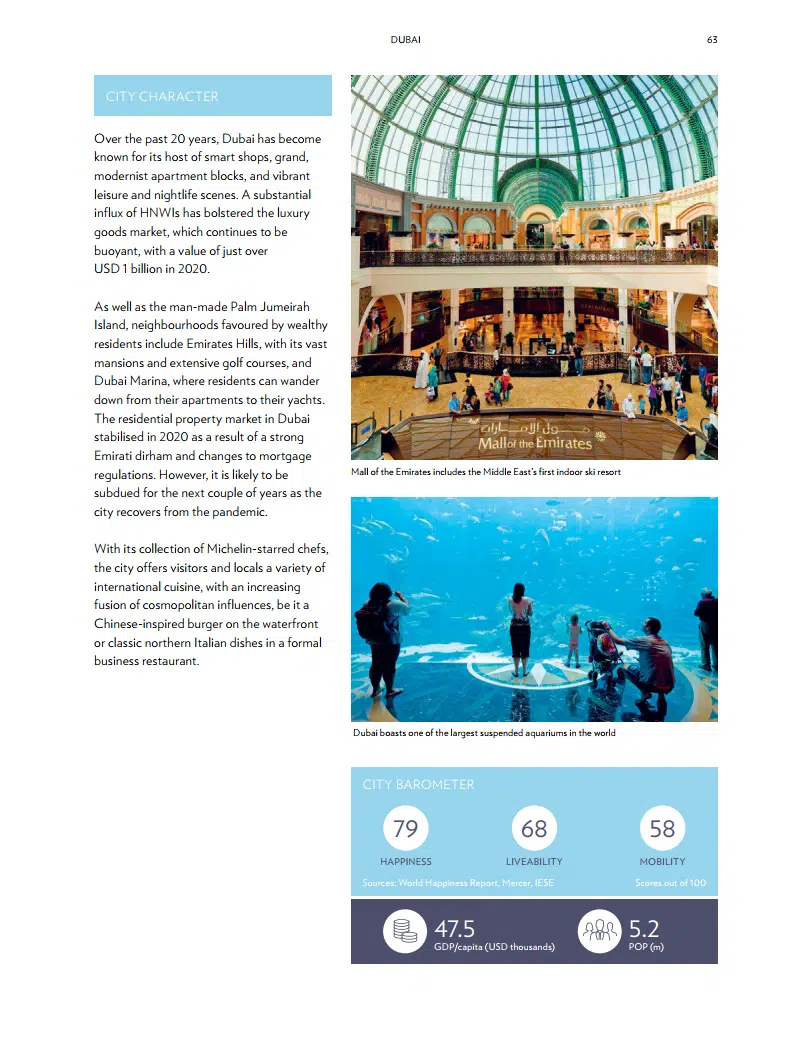 DUBAI
63
CITY CHARACTER
Over the past 20 years, Dubai has become
known for its host of smart shops, grand,
modernist apartment blocks, and vibrant
leisure and nightlife scenes. A substantial
influx of HNWIs has bolstered the luxury
goods market, which continues to be
buoyant, with a value of just over
USD 1 billion in 2020.
As well as the man-made Palm Jumeirah
Island, neighbourhoods favoured by wealthy
residents include Emirates Hills, with its vast
mansions and extensive golf courses, and
Dubai Marina, where residents can wander
down from their apartments to their yachts.
The residential property market in Dubai
stabilised in 2020 as a result of a strong
Emirati dirham and changes to mortgage
regulations. However, it is likely to be
subdued for the next couple of years as the
city recovers from the pandemic.
With its collection of Michelin-starred chefs,
the city offers visitors and locals a variety of
international cuisine, with an increasing
fusion of cosmopolitan influences, be it a
Chinese-inspired burger on the waterfront
or classic northern Italian dishes in a formal
business restaurant.
مول الإمارات
Mall of the Emirates
Mall of the Emirates includes the Middle East's first indoor ski resort
Dubai boasts one of the largest suspended aquariums in the world
CITY BAROMETER
79
68
58
HAPPINESS
LIVEABILITY
MOBILITY
Sources: World Happiness Report, Mercer, IESE
Scores out of 100
47.5
GDP/capita (USD thousands)
5.2
POP (m)